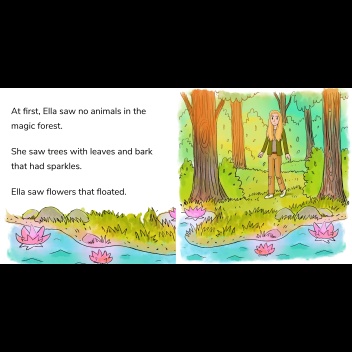 At first, Ella saw no animals in the
magic forest.
She saw trees with leaves and bark
that had sparkles.
Ella saw flowers that floated.